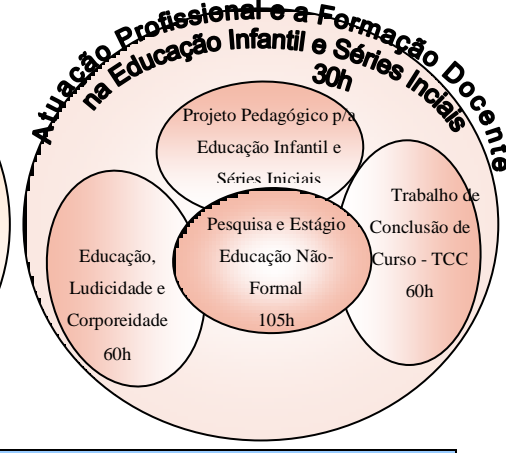 Atuação Profissional e a Formação Docente
na Educação Infantil e Séries Inciais
30h
Projeto Pedagógico p/a
Educação Infantil e
Séries Iniciais
Trabalho de
Conclusão de
Curso - TCC
60h
Pesquisa e Estágio
Educação Não-
Formal
105h
Educação,
Ludicidade e
Corporeidade
60h